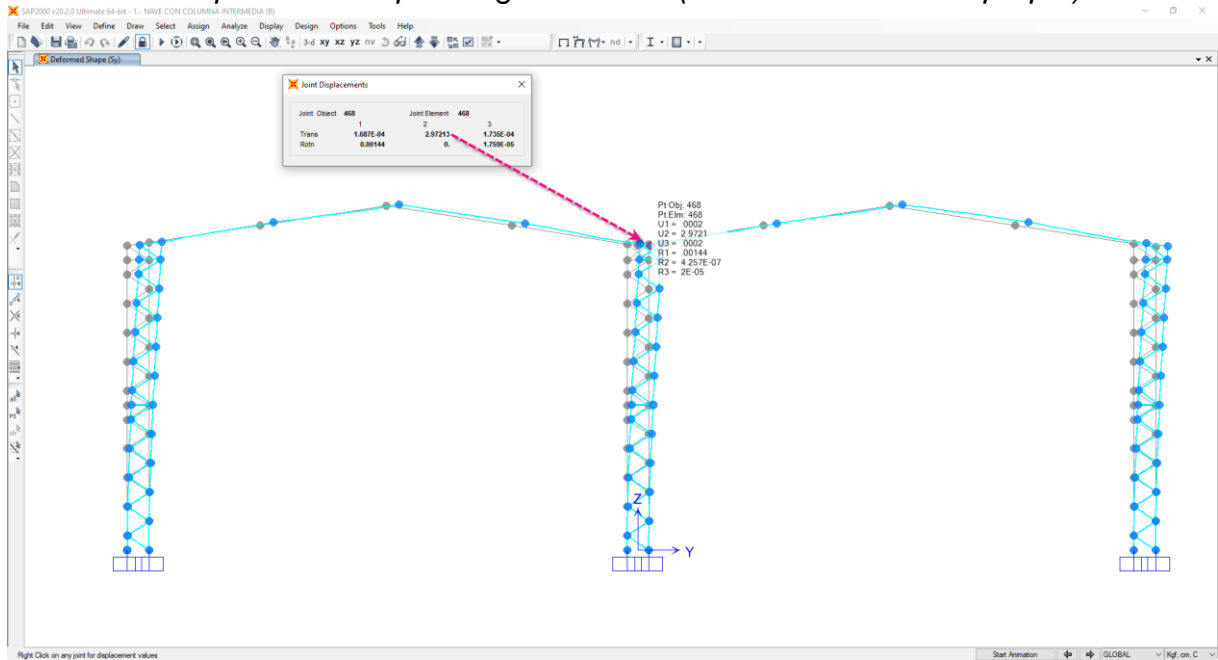 SAP2000 v20.2.0 Ultimate 64-bit - 1.- NAVE CON COLUMNA INTERMEDIA (B)
File Edit View Define Draw Select Assign Analyze Display Design Options Tools Help
3-d xy xz yz nv nd
Deformed Shape (Sy)
Joint Displacements
Joint Object 468 Joint Element 468
1 2 3
Trans 1.687E-04 2.97213 1.735E-04
Rotn 0.00144 0. 1.759E-05
Pt Obj: 468
Pt Elm: 468
U1 = .0002
U2 = 2.9721
U3 = .0002
R1 = .00144
R2 = 4.257E-07
R3 = 2E-05
Z
Y
Right Click on any joint for displacement values
Start Animation GLOBAL Kgf, cm, C